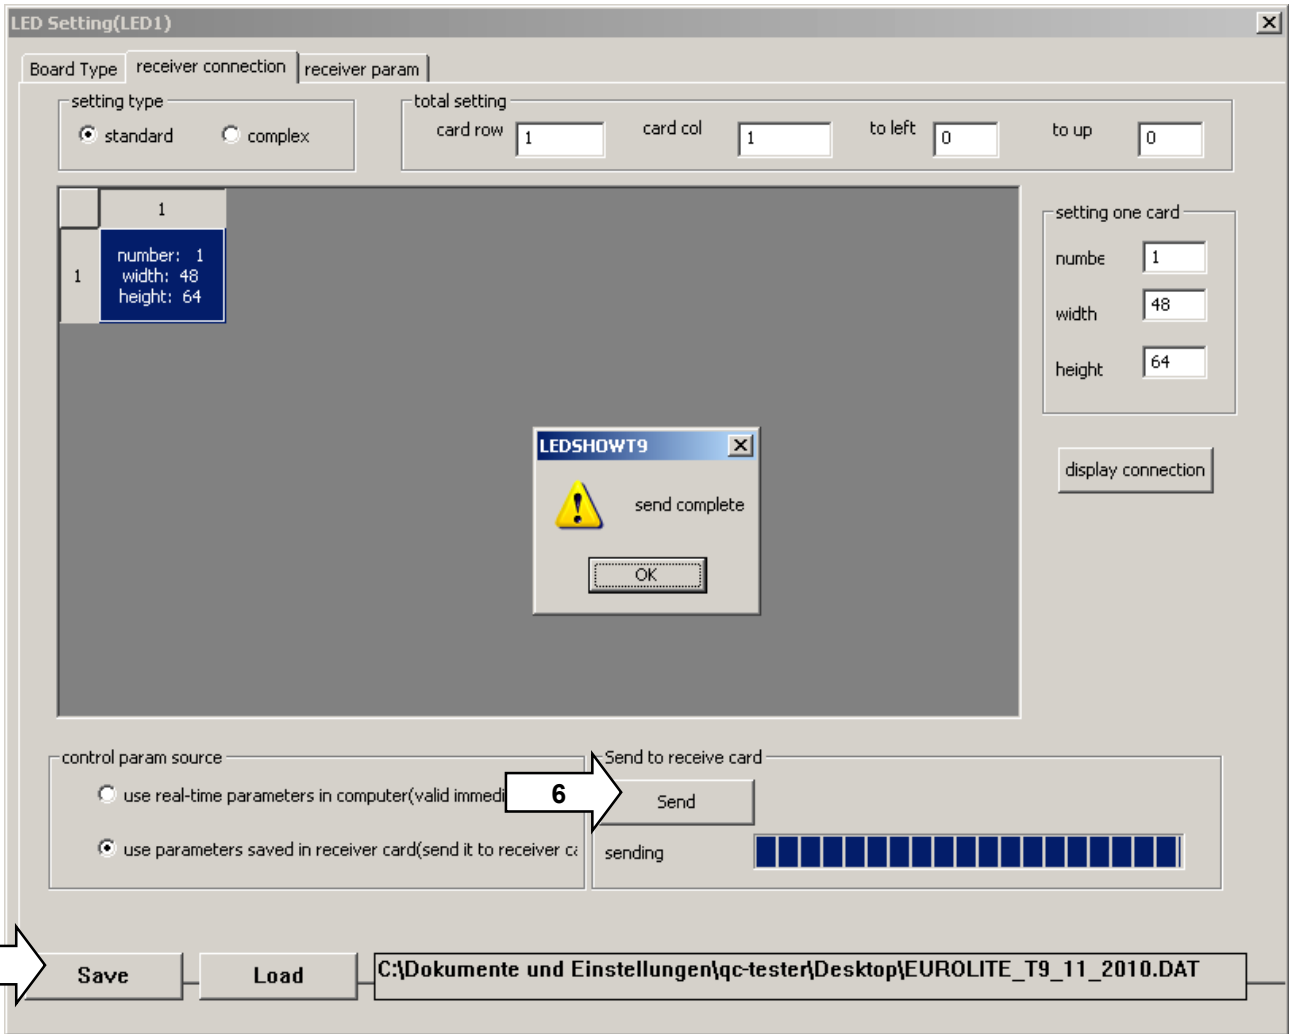 LED Setting(LED1)
Board Type receiver connection receiver param
setting type
standard complex
total setting
card row 1 card col 1 to left 0 to up 0
1
1
number: 1
width: 48
height: 64
setting one card
numbe 1
width 48
height 64
display connection
LEDSHOWT9
send complete
OK
control param source
use real-time parameters in computer(valid immedi
use parameters saved in receiver card(send it to receiver ca
Send to receive card
6
Send
sending
Save Load C:\Dokumente und Einstellungen\qc-tester\Desktop\EUROLITE_T9_11_2010.DAT